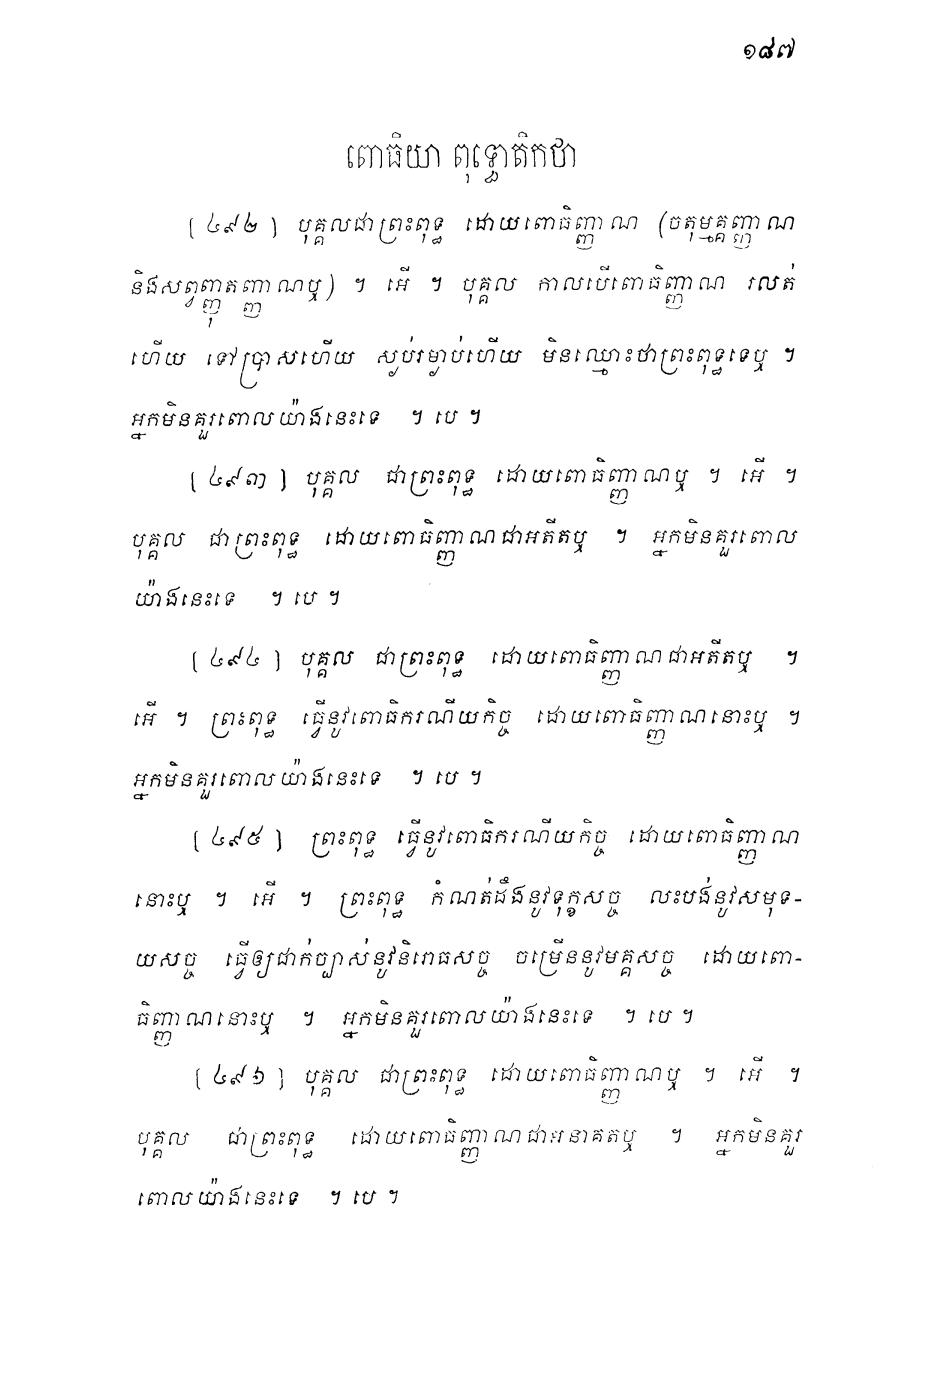 ១៨៧
ពោធិយា ពុទ្ធោតិកថា
[៤៩២] បុគ្គលជាព្រះពុទ្ធ ដោយពោធិញ្ញាណ (ចតុម្មគ្គញ្ញាណ
និងសព្វញ្ញុតញ្ញាណឬ) ។ អើ ។ បុគ្គល កាលបើពោធិញ្ញាណ រលត់
ហើយ ទៅប្រាសហើយ ស្ងប់រម្ងាប់ហើយ មិនឈ្មោះថាព្រះពុទ្ធទេឬ ។
អ្នកមិនគួរពោលយ៉ាងនេះទេ ។ បេ ។
[៤៩៣] បុគ្គល ជាព្រះពុទ្ធ ដោយពោធិញ្ញាណឬ ។ អើ ។
បុគ្គល ជាព្រះពុទ្ធ ដោយពោធិញ្ញាណជាអតីតឬ ។ អ្នកមិនគួរពោល
យ៉ាងនេះទេ ។ បេ ។
[៤៩៤] បុគ្គល ជាព្រះពុទ្ធ ដោយពោធិញ្ញាណជាអតីតឬ ។
អើ ។ ព្រះពុទ្ធ ធ្វើនូវពោធិករណីយកិច្ច ដោយពោធិញ្ញាណនោះឬ ។
អ្នកមិនគួរពោលយ៉ាងនេះទេ ។ បេ ។
[៤៩៥] ព្រះពុទ្ធ ធ្វើនូវពោធិករណីយកិច្ច ដោយពោធិញ្ញាណ
នោះឬ ។ អើ ។ ព្រះពុទ្ធ កំណត់ដឹងនូវទុក្ខសច្ច លះបង់នូវសមុទ-
យសច្ច ធ្វើឲ្យជាក់ច្បាស់នូវនិរោធសច្ច ចម្រើននូវមគ្គសច្ច ដោយពោ-
ធិញ្ញាណនោះឬ ។ អ្នកមិនគួរពោលយ៉ាងនេះទេ ។ បេ ។
[៤៩៦] បុគ្គល ជាព្រះពុទ្ធ ដោយពោធិញ្ញាណឬ ។ អើ ។
បុគ្គល ជាព្រះពុទ្ធ ដោយពោធិញ្ញាណជាអនាគតឬ ។ អ្នកមិនគួរ
ពោលយ៉ាងនេះទេ ។ បេ ។